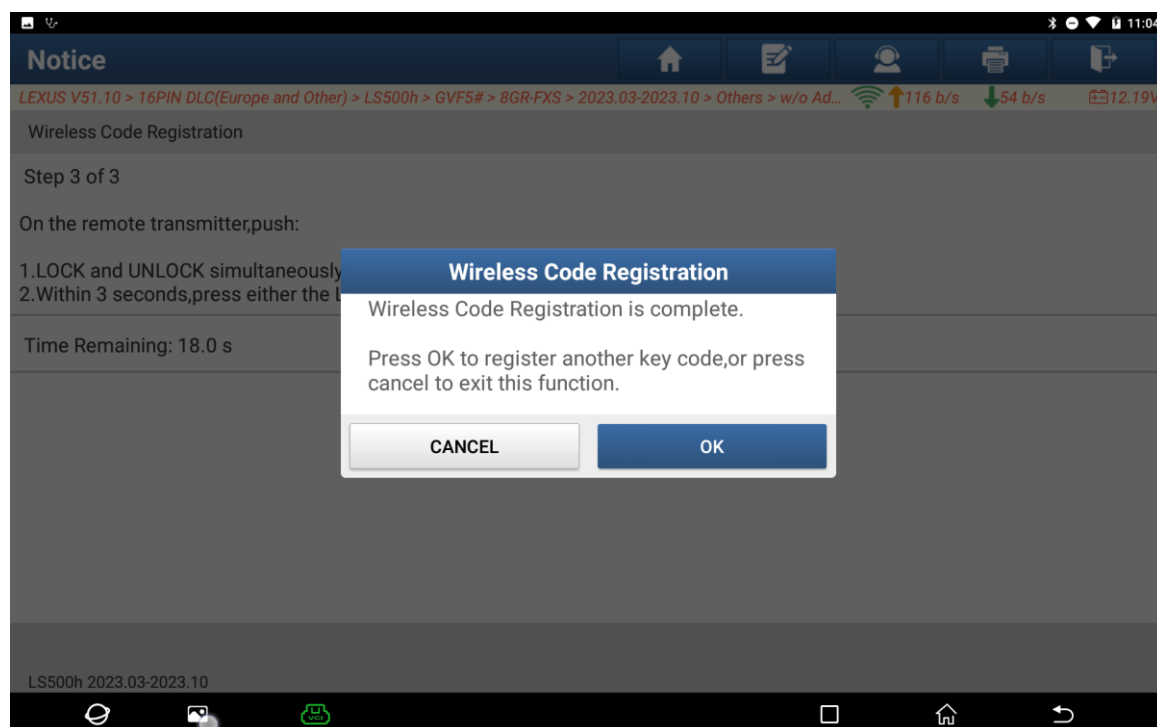 11:04
Notice
LEXUS V51.10 > 16PIN DLC(Europe and Other) > LS500h > GVF5# > 8GR-FXS > 2023.03-2023.10 > Others > w/o Ad... 116 b/s 54 b/s 12.19V
Wireless Code Registration
Step 3 of 3
On the remote transmitter,push:
1.LOCK and UNLOCK simultaneously
2.Within 3 seconds,press either the
Time Remaining: 18.0 s
Wireless Code Registration
Wireless Code Registration is complete.
Press OK to register another key code,or press
cancel to exit this function.
CANCEL OK
LS500h 2023.03-2023.10
VCI